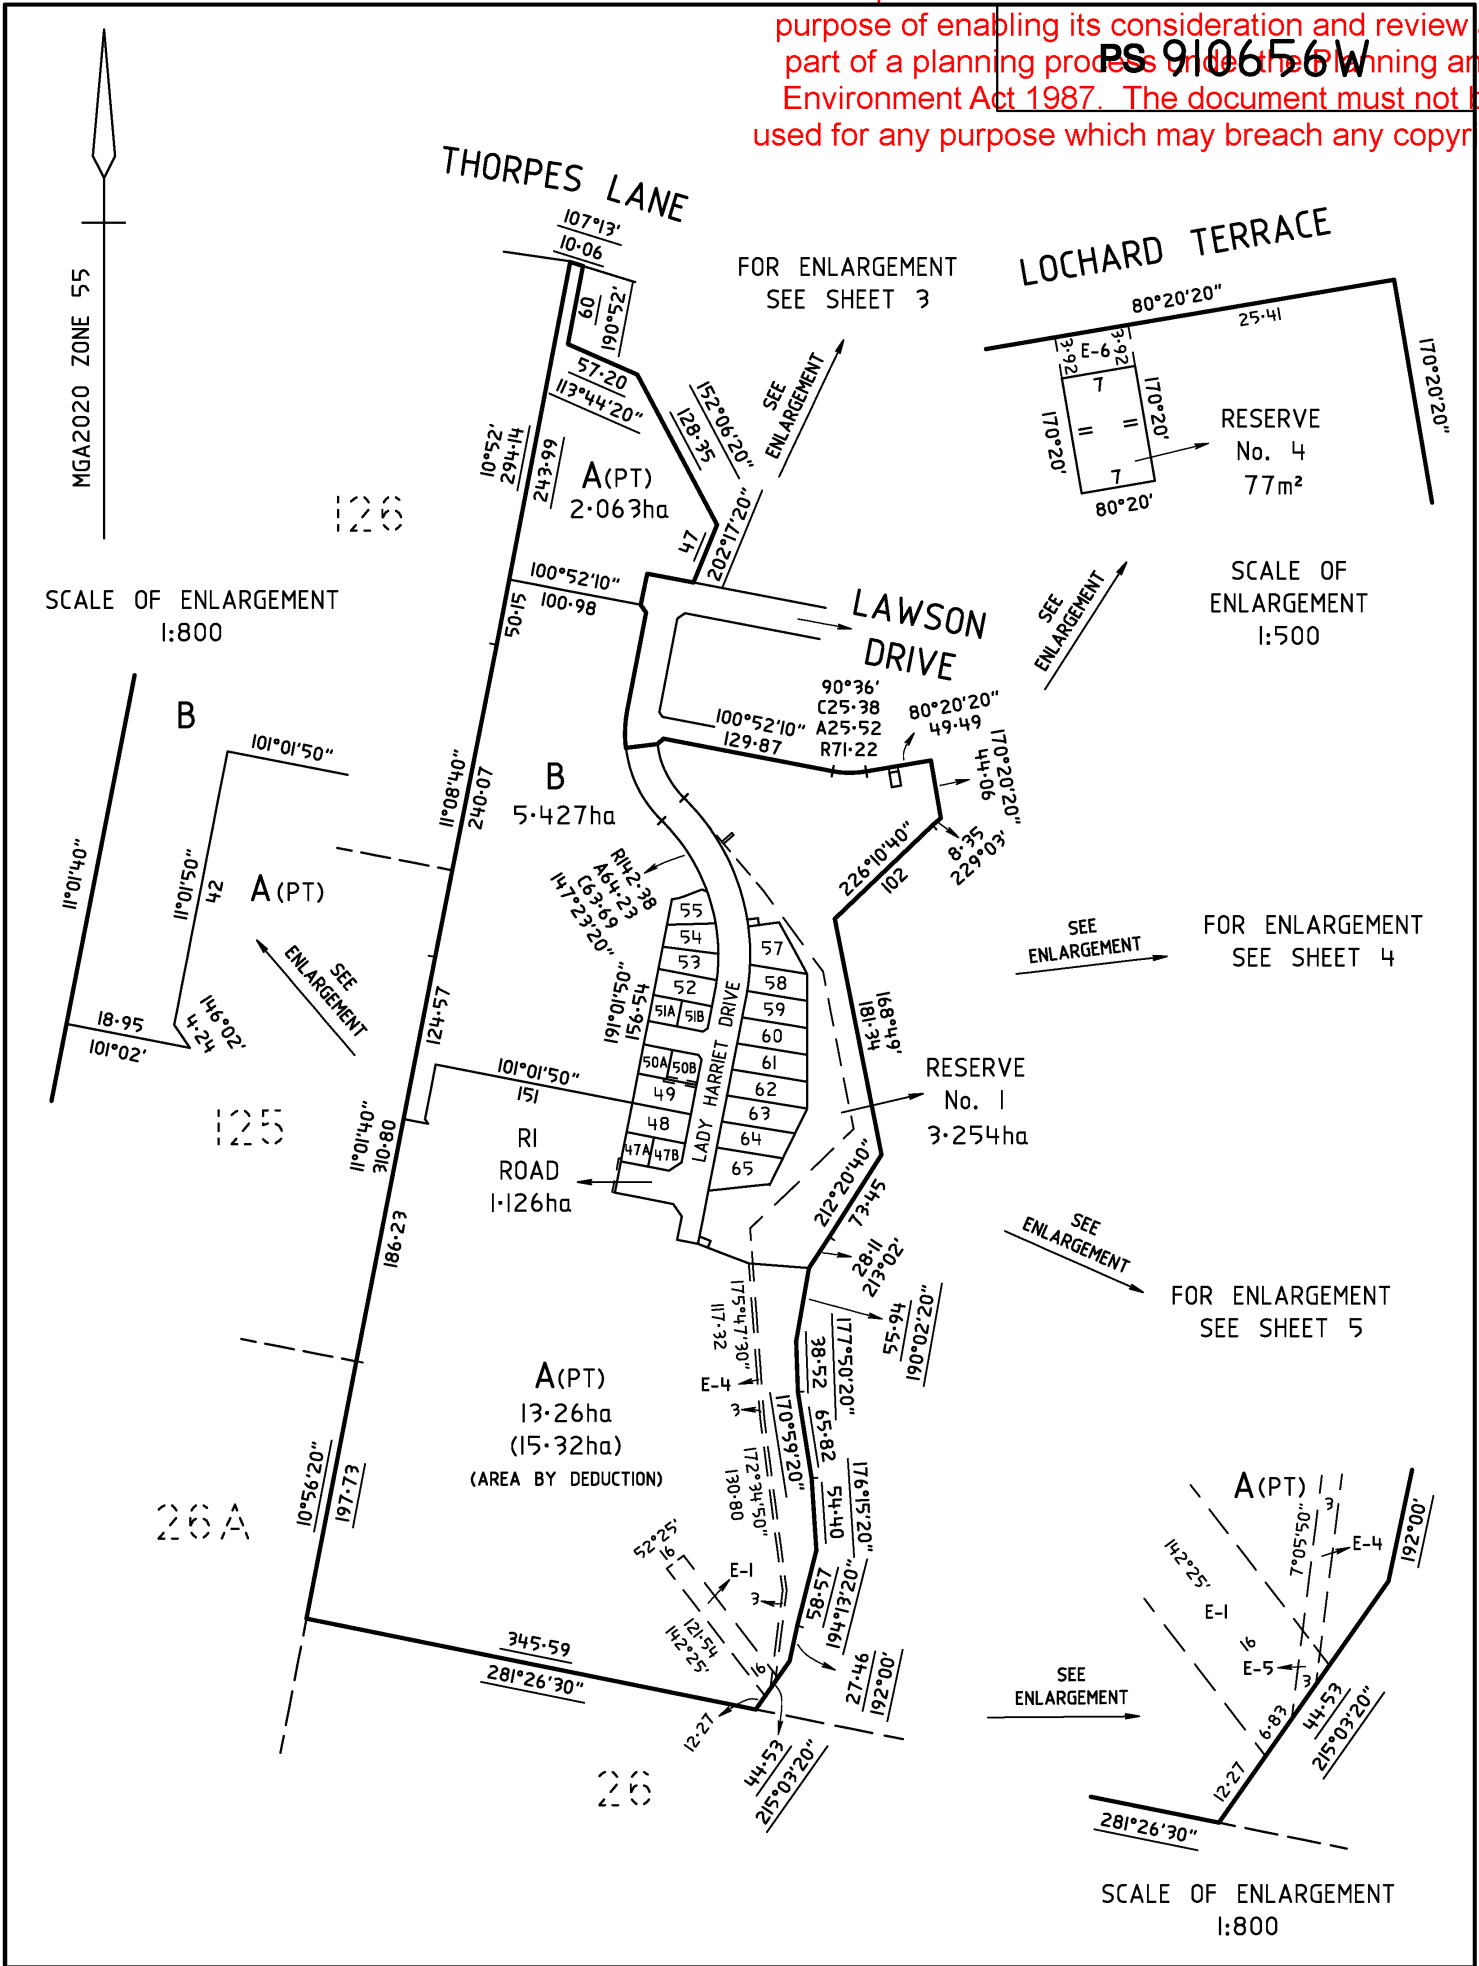 purpose of enabling its consideration and review
part of a planning process under the Planning an
Environment Act 1987. The document must not b
used for any purpose which may breach any copyr
PS 910656W
MGA2020 ZONE 55
THORPES LANE
107°13'
10·06
60
190°52'
57·20
113°44'20"
152°06'20"
128·35
10°52'
294·14
243·99
A(PT)
2·063ha
47
202°17'20"
SEE
ENLARGEMENT
FOR ENLARGEMENT
SEE SHEET 3
LOCHARD TERRACE
80°20'20"
25·41
170°20'20"
3·92
E-6
3·92
7
170°20'
170°20'
7
80°20'
RESERVE
No. 4
77m²
SCALE OF
ENLARGEMENT
1:500
SEE
ENLARGEMENT
126
SCALE OF ENLARGEMENT
1:800
B
101°01'50"
11°01'40"
11°01'50"
42
A(PT)
18·95
101°02'
146°02'
4·24
SEE
ENLARGEMENT
100°52'10"
100·98
50·15
LAWSON
DRIVE
90°36'
C25·38
A25·52
R71·22
100°52'10"
129·87
80°20'20"
49·49
170°20'20"
44·06
8·35
229°03'
226°10'40"
102
11°08'40"
240·07
B
5·427ha
R142·38
A64·23
C63·69
147°23'20"
191°01'50"
156·54
55
54
53
52
51A
51B
50A
50B
49
48
47A
47B
57
58
59
60
61
62
63
64
65
LADY HARRIET DRIVE
168°49'
181·34
SEE
ENLARGEMENT
FOR ENLARGEMENT
SEE SHEET 4
RESERVE
No. 1
3·254ha
124·57
101°01'50"
151
125
11°01'40"
310·80
186·23
R1
ROAD
1·126ha
212°20'40"
73·45
28·11
213°02'
SEE
ENLARGEMENT
FOR ENLARGEMENT
SEE SHEET 5
55·94
190°02'20"
175°47'30"
117·32
38·52
177°50'20"
E-4
3
170°59'20"
65·82
A(PT)
13·26ha
(15·32ha)
(AREA BY DEDUCTION)
172°34'50"
130·80
54·40
176°15'20"
10°56'20"
197·73
26A
52°25'
16
E-1
3
121·54
142°25'
16
58·57
194°13'20"
27·46
192°00'
345·59
281°26'30"
12·27
44·53
215°03'20"
26
SEE
ENLARGEMENT
A(PT)
3
7°05'50"
E-4
192°00'
142°25'
E-1
16
E-5
3
6·83
44·53
215°03'20"
12·27
281°26'30"
SCALE OF ENLARGEMENT
1:800